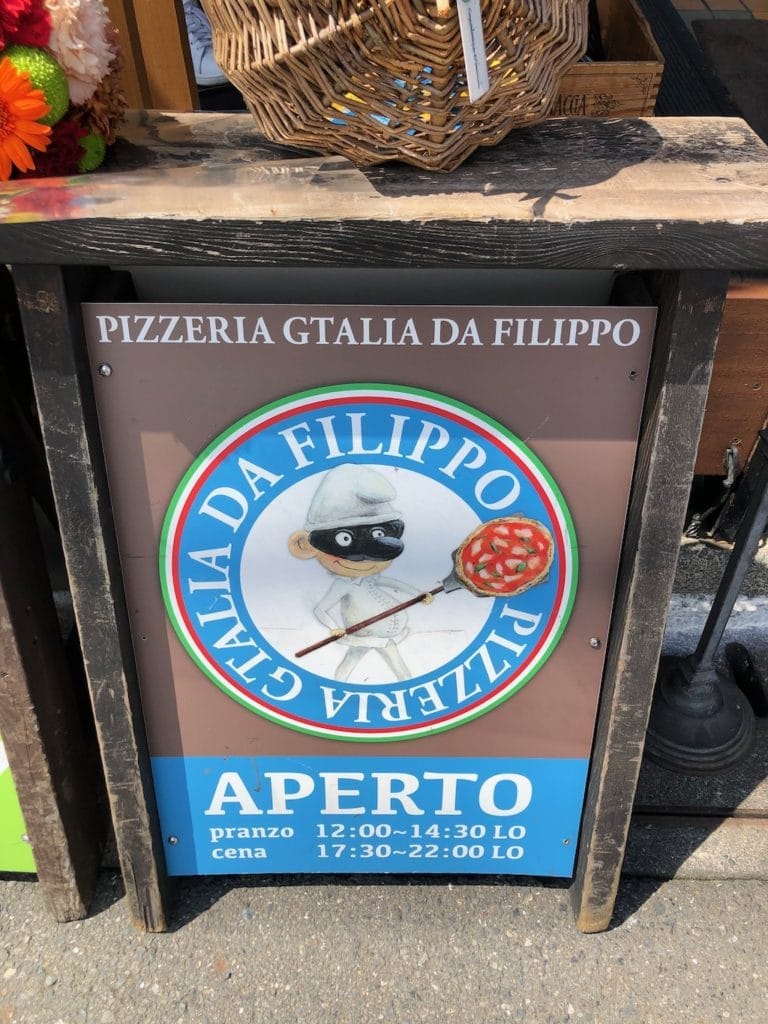 ACCIA
PIZZERIA GTALIA DA FILIPPO
PIZZERIA GTALIA DA FILIPPO
APERTO
pranzo 12:00~14:30 LO
cena 17:30~22:00 LO